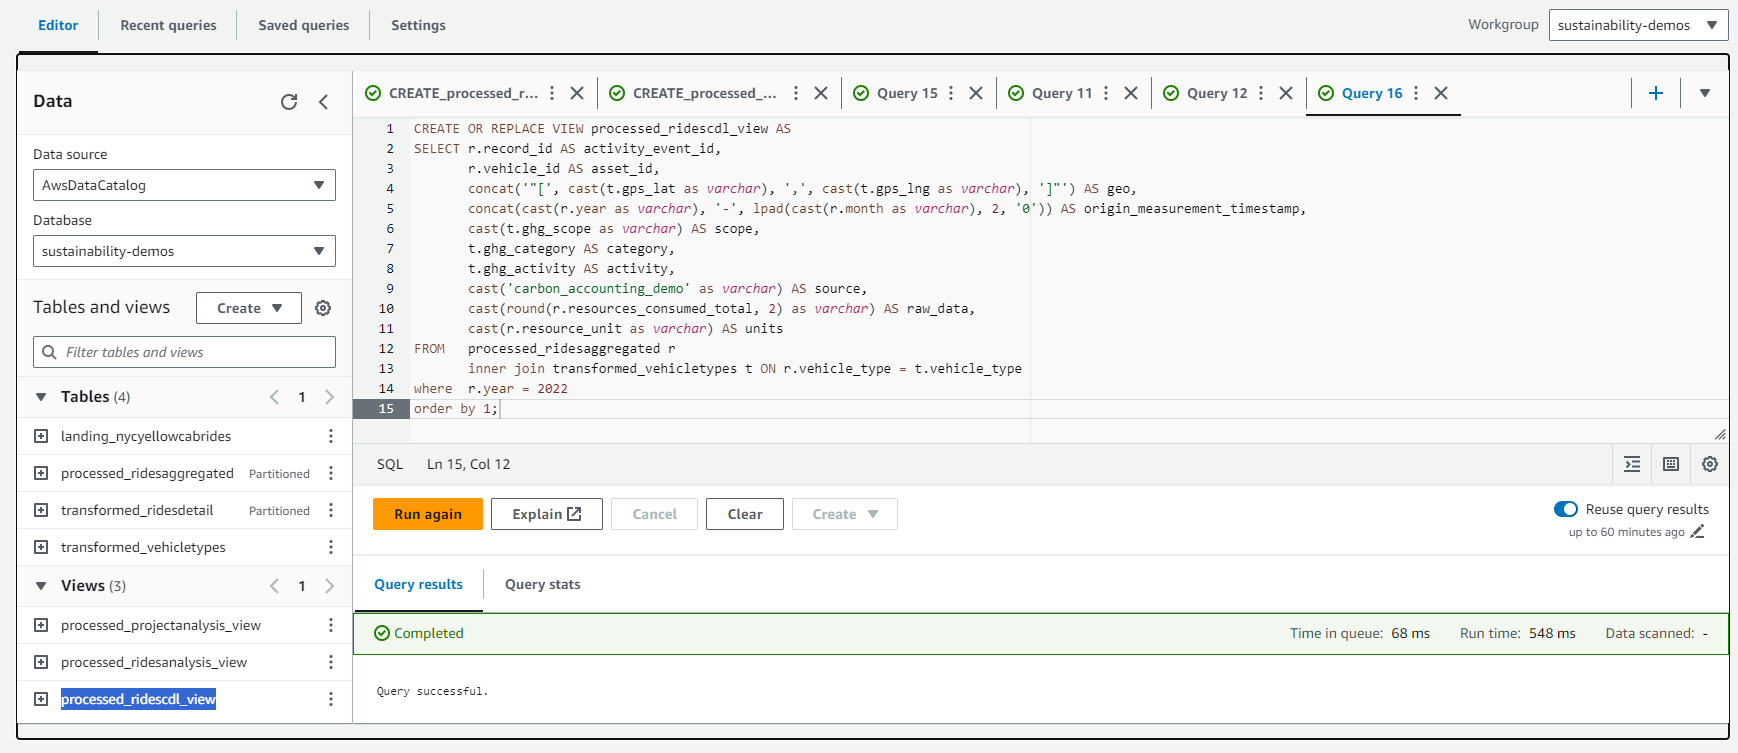 Editor
Recent queries
Saved queries
Settings
Workgroup
sustainability-demos
Data
Data source
AwsDataCatalog
Database
sustainability-demos
Tables and views
Create
Filter tables and views
Tables (4)
1
landing_nycyellowcabrides
processed_ridesaggregated Partitioned
transformed_ridesdetail Partitioned
transformed_vehicletypes
Views (3)
1
processed_projectanalysis_view
processed_ridesanalysis_view
processed_ridescdl_view
CREATE_processed_r...
CREATE_processed_...
Query 15
Query 11
Query 12
Query 16
1 CREATE OR REPLACE VIEW processed_ridescdl_view AS
2 SELECT r.record_id AS activity_event_id,
3 r.vehicle_id AS asset_id,
4 concat('"[', cast(t.gps_lat as varchar), ',', cast(t.gps_lng as varchar), ']"') AS geo,
5 concat(cast(r.year as varchar), '-', lpad(cast(r.month as varchar), 2, '0')) AS origin_measurement_timestamp,
6 cast(t.ghg_scope as varchar) AS scope,
7 t.ghg_category AS category,
8 t.ghg_activity AS activity,
9 cast('carbon_accounting_demo' as varchar) AS source,
10 cast(round(r.resources_consumed_total, 2) as varchar) AS raw_data,
11 cast(r.resource_unit as varchar) AS units
12 FROM processed_ridesaggregated r
13 inner join transformed_vehicletypes t ON r.vehicle_type = t.vehicle_type
14 where r.year = 2022
15 order by 1;
SQL Ln 15, Col 12
Run again
Explain
Cancel
Clear
Create
Reuse query results
up to 60 minutes ago
Query results
Query stats
Completed
Time in queue: 68 ms
Run time: 548 ms
Data scanned: -
Query successful.